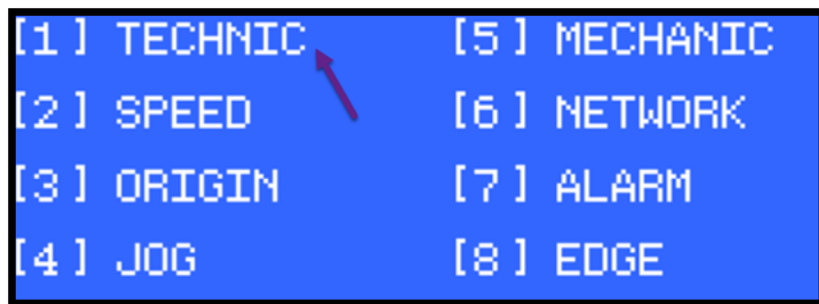 [1] TECHNIC [5] MECHANIC
[2] SPEED [6] NETWORK
[3] ORIGIN [7] ALARM
[4] JOG [8] EDGE